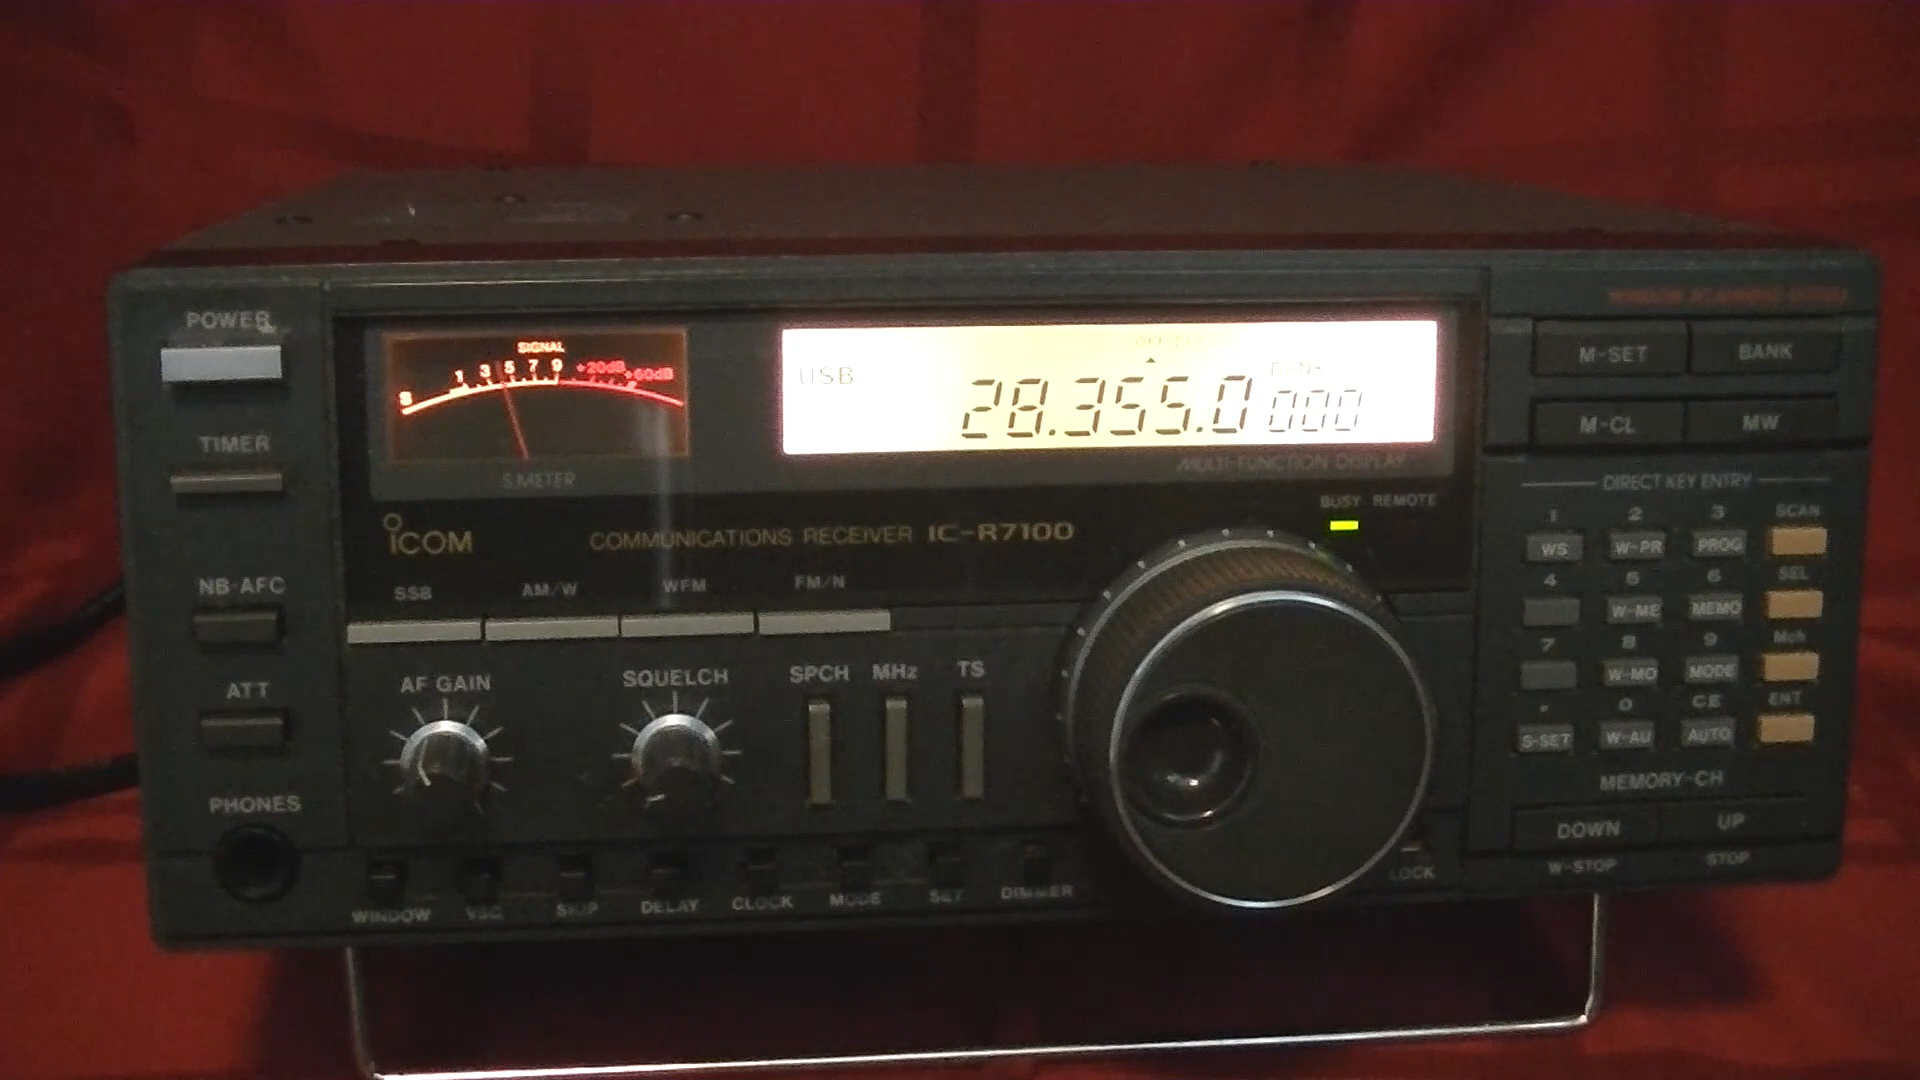 POWER
TIMER
NB·AFC
ATT
PHONES
SIGNAL
S 1 3 5 7 9 +20dB +60dB
S.METER
USB
28.355.0 000
MULTI-FUNCTION DISPLAY
BUSY REMOTE
ICOM
COMMUNICATIONS RECEIVER IC-R7100
SSB AM/W WFM FM/N
AF GAIN SQUELCH SPCH MHz TS
WINDOW VSC SKIP DELAY CLOCK MODE SET DIMMER
LOCK
M-SET BANK
M-CL MW
DIRECT KEY ENTRY
1 2 3 SCAN
WS W-PR PROG
4 5 6 SEL
W-ME MEMO
7 8 9 Mch
W-MO MODE
. 0 CE ENT
S-SET W-AU AUTO
MEMORY-CH
DOWN UP
W-STOP STOP